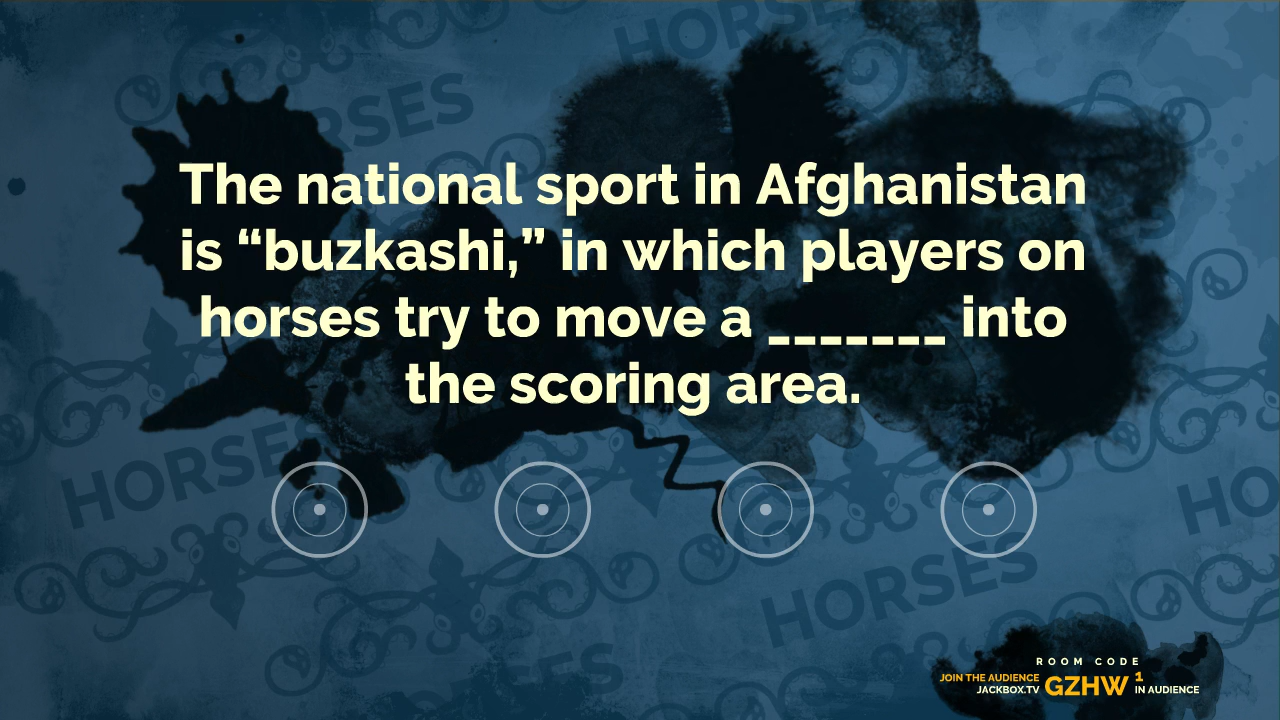 HORSES
HORSES
The national sport in Afghanistan
is “buzkashi,” in which players on
horses try to move a _______ into
the scoring area.
HORSES
HORSES
ROOM CODE
JOIN THE AUDIENCE
JACKBOX.TV
GZHW
1
IN AUDIENCE